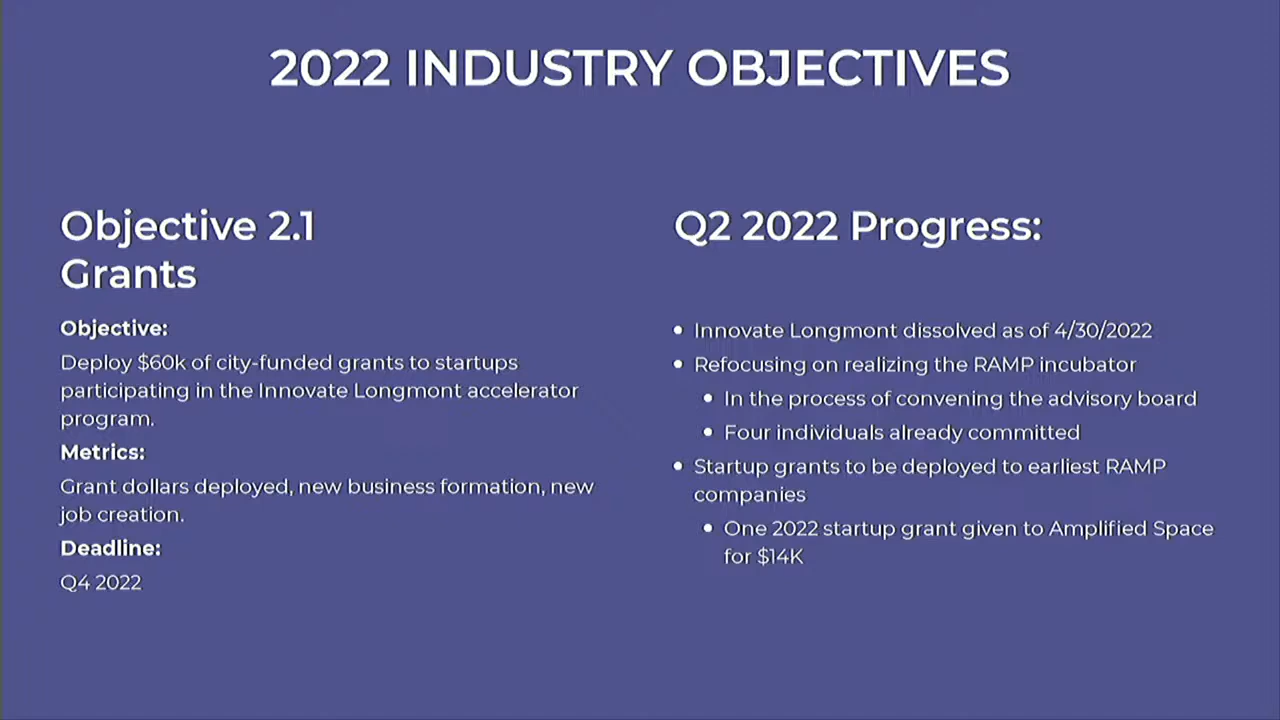 2022 INDUSTRY OBJECTIVES
Objective 2.1
Grants
Objective:
Deploy $60k of city-funded grants to startups
participating in the Innovate Longmont accelerator
program.
Metrics:
Grant dollars deployed, new business formation, new
job creation.
Deadline:
Q4 2022
Q2 2022 Progress:
• Innovate Longmont dissolved as of 4/30/2022
• Refocusing on realizing the RAMP incubator
• In the process of convening the advisory board
• Four individuals already committed
• Startup grants to be deployed to earliest RAMP
companies
• One 2022 startup grant given to Amplified Space
for $14K